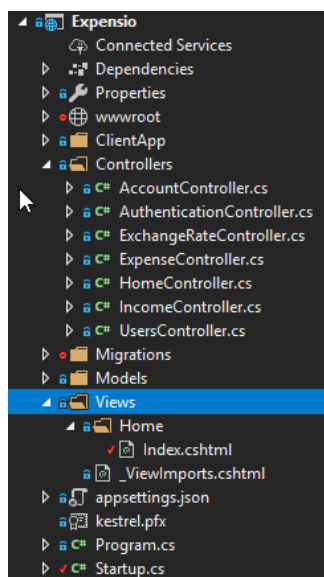 Expensio
Connected Services
Dependencies
Properties
wwwroot
ClientApp
Controllers
C# AccountController.cs
C# AuthenticationController.cs
C# ExchangeRateController.cs
C# ExpenseController.cs
C# HomeController.cs
C# IncomeController.cs
C# UsersController.cs
Migrations
Models
Views
Home
Index.cshtml
_ViewImports.cshtml
appsettings.json
kestrel.pfx
C# Program.cs
C# Startup.cs